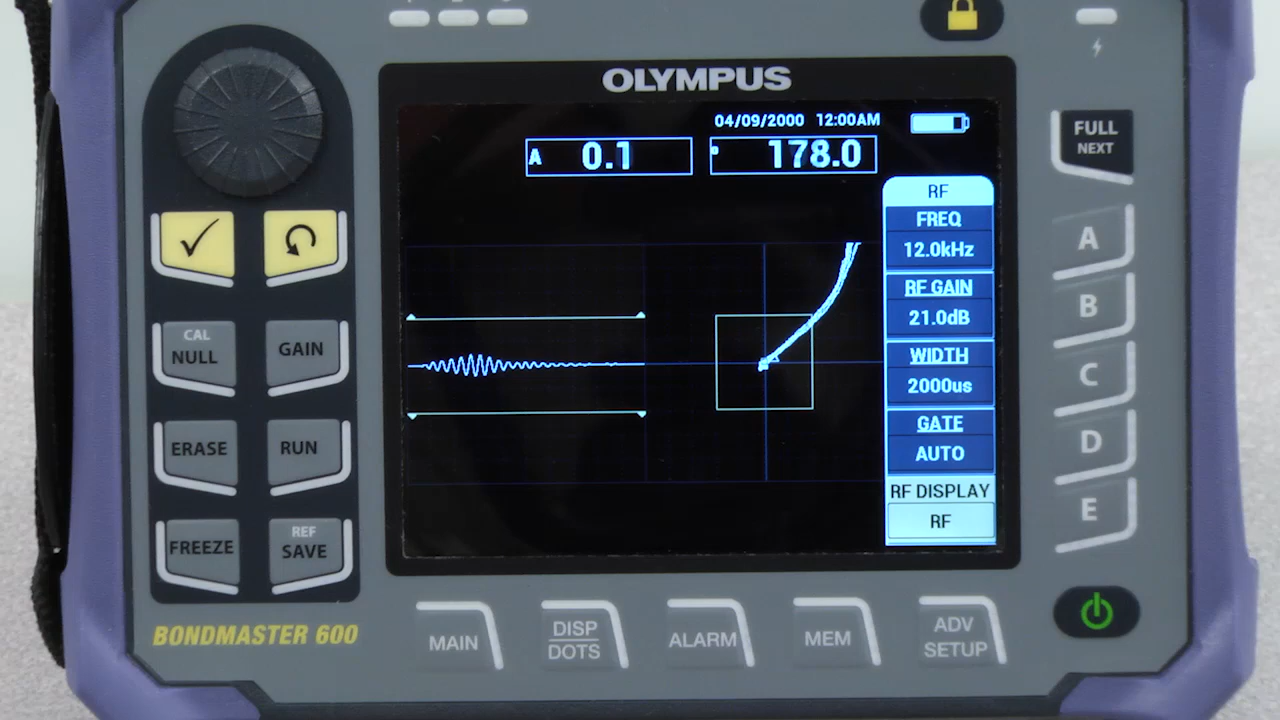 OLYMPUS
04/09/2000 12:00AM
A 0.1
° 178.0
RF
FREQ
12.0kHz
RF GAIN
21.0dB
WIDTH
2000us
GATE
AUTO
RF DISPLAY
RF
CAL
NULL
GAIN
ERASE
RUN
FREEZE
REF
SAVE
BONDMASTER 600
FULL
NEXT
A
B
C
D
E
MAIN
DISP
DOTS
ALARM
MEM
ADV
SETUP